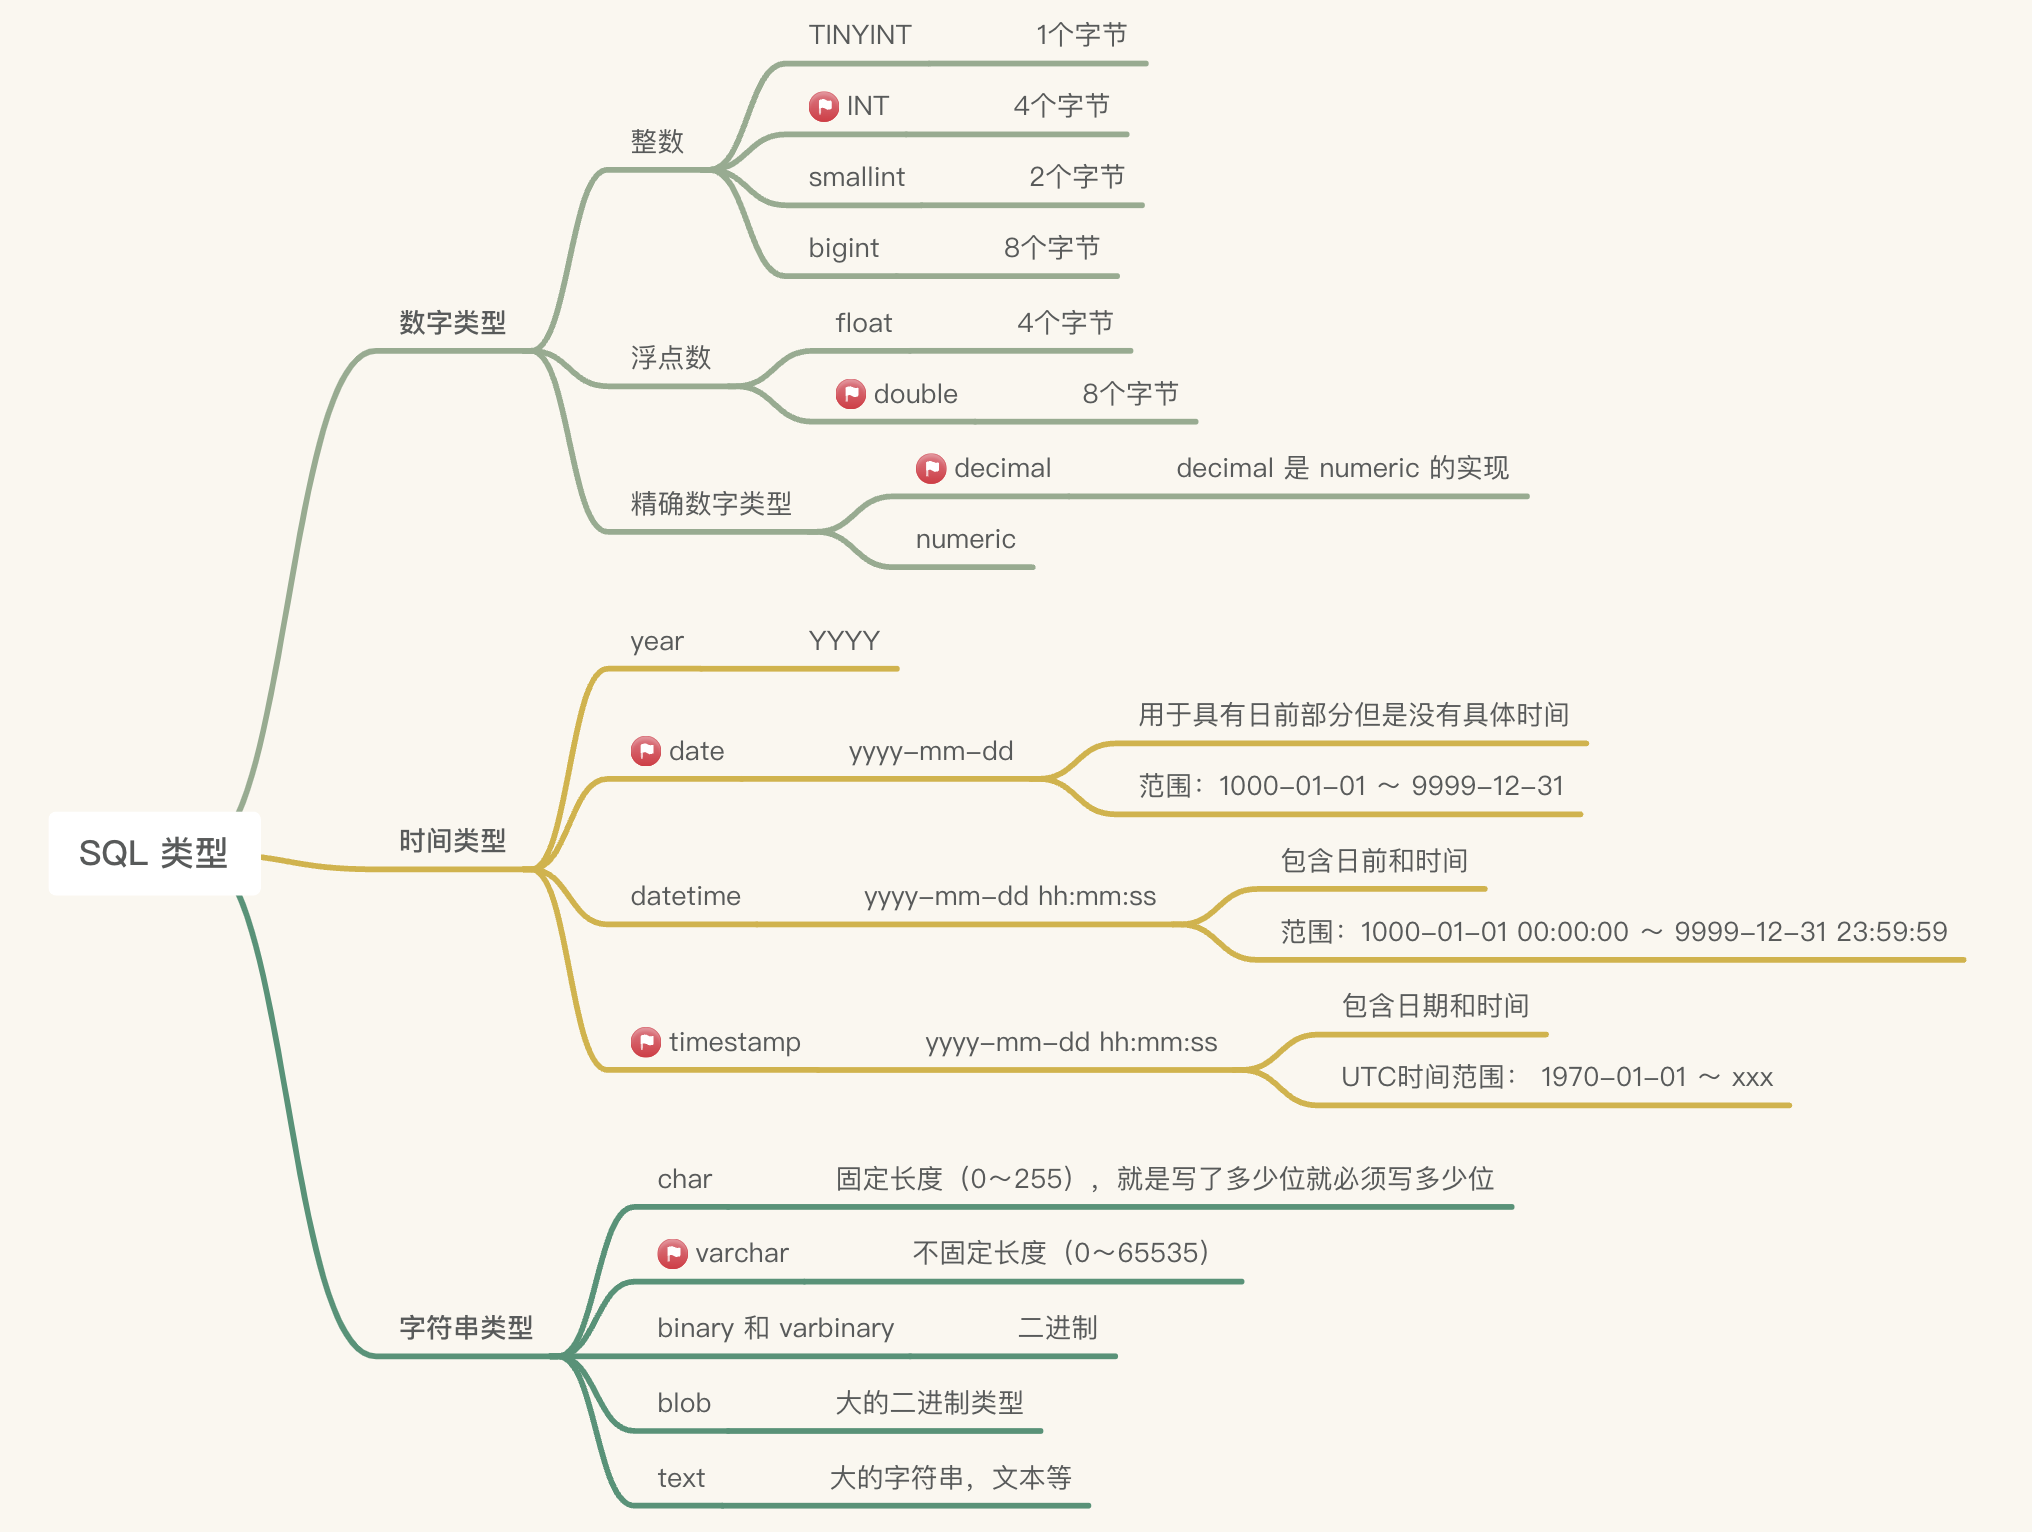 SQL 类型
数字类型
整数
TINYINT 1个字节
INT 4个字节
smallint 2个字节
bigint 8个字节
浮点数
float 4个字节
double 8个字节
精确数字类型
decimal decimal 是 numeric 的实现
numeric
时间类型
year YYYY
date yyyy-mm-dd
用于具有日前部分但是没有具体时间
范围：1000-01-01 ～ 9999-12-31
datetime yyyy-mm-dd hh:mm:ss
包含日前和时间
范围：1000-01-01 00:00:00 ～ 9999-12-31 23:59:59
timestamp yyyy-mm-dd hh:mm:ss
包含日期和时间
UTC时间范围： 1970-01-01 ～ xxx
字符串类型
char 固定长度（0～255），就是写了多少位就必须写多少位
varchar 不固定长度（0～65535）
binary 和 varbinary 二进制
blob 大的二进制类型
text 大的字符串，文本等